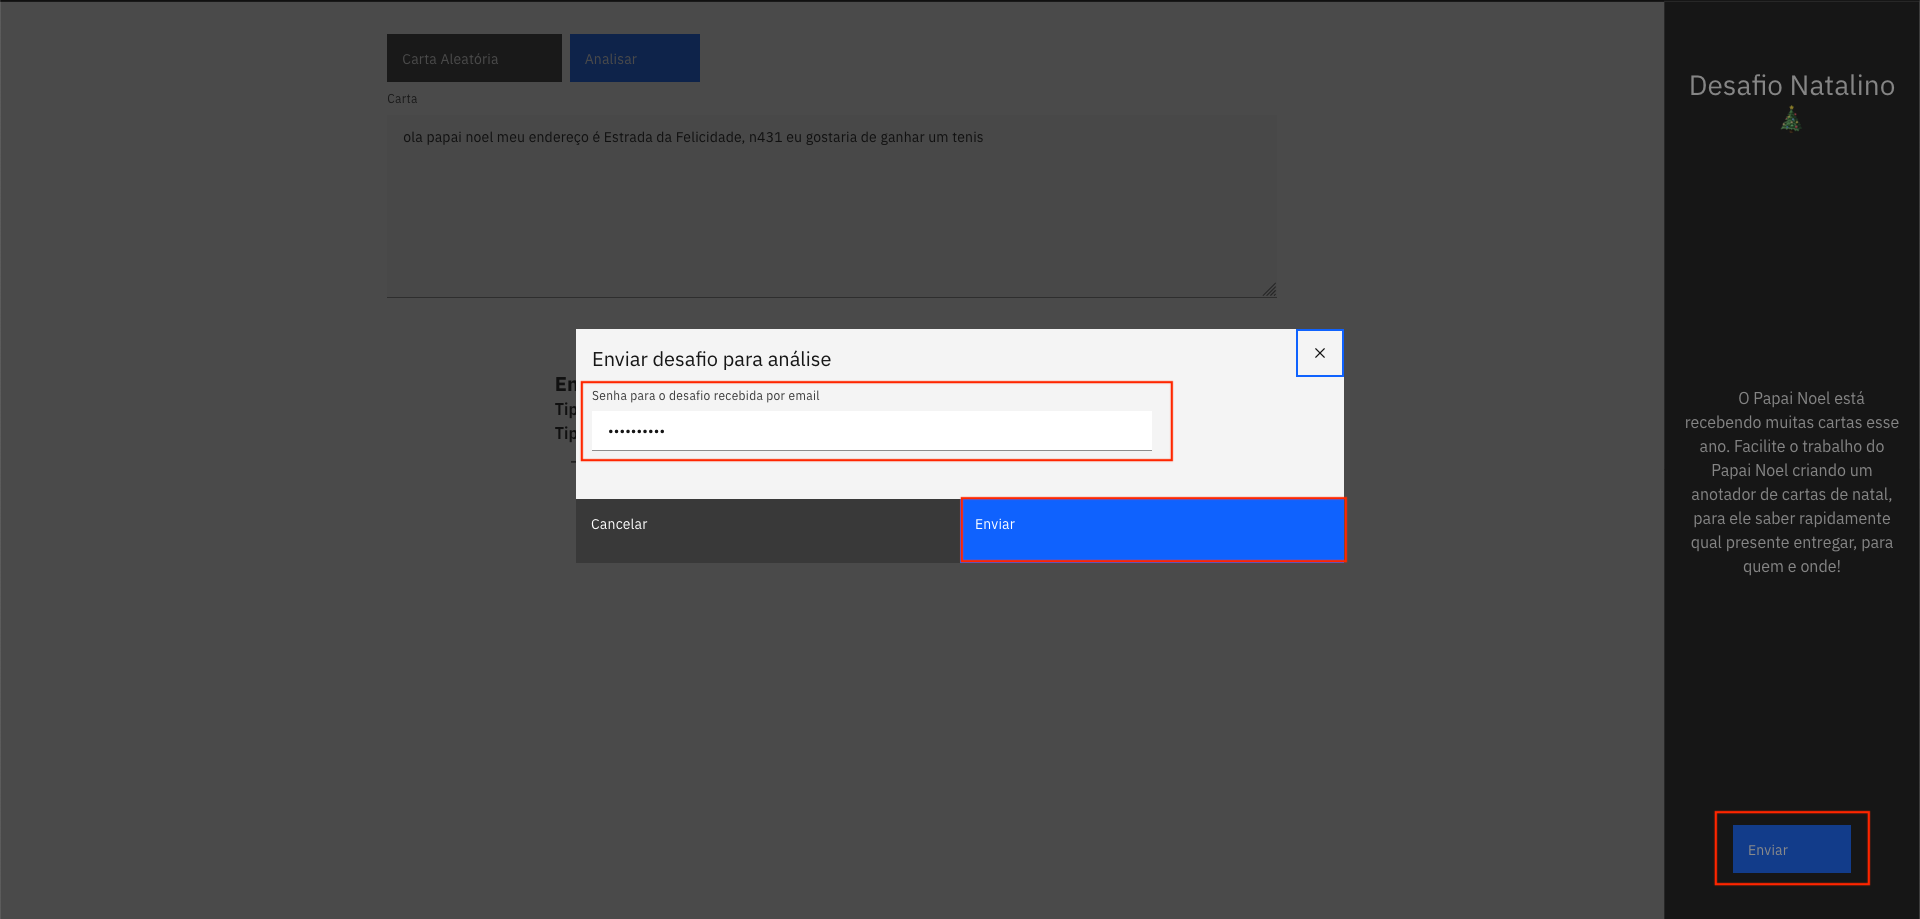 Carta Aleatória
Analisar
Carta
ola papai noel meu endereço é Estrada da Felicidade, n431 eu gostaria de ganhar um tenis
Enviar desafio para análise
Senha para o desafio recebida por email
••••••••••
Cancelar
Enviar
Desafio Natalino
O Papai Noel está
recebendo muitas cartas esse
ano. Facilite o trabalho do
Papai Noel criando um
anotador de cartas de natal,
para ele saber rapidamente
qual presente entregar, para
quem e onde!
Enviar